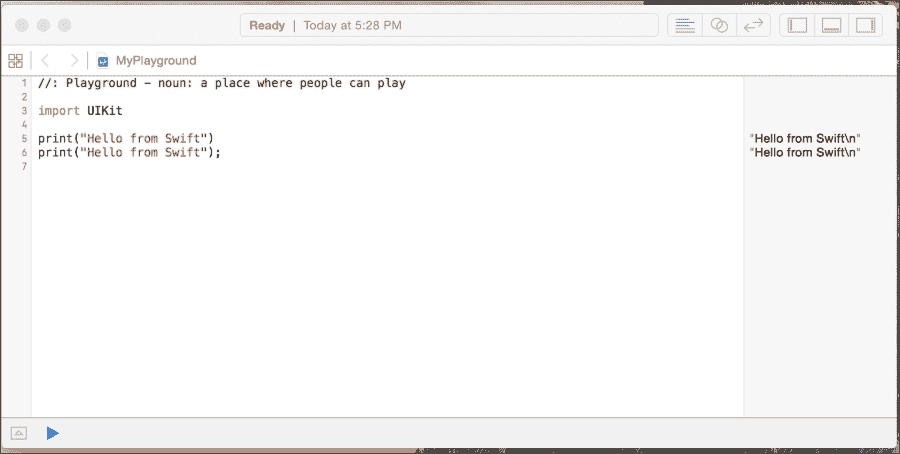 Ready | Today at 5:28 PM
MyPlayground
1 //: Playground - noun: a place where people can play
2
3 import UIKit
4
5 print("Hello from Swift") "Hello from Swift\n"
6 print("Hello from Swift"); "Hello from Swift\n"
7